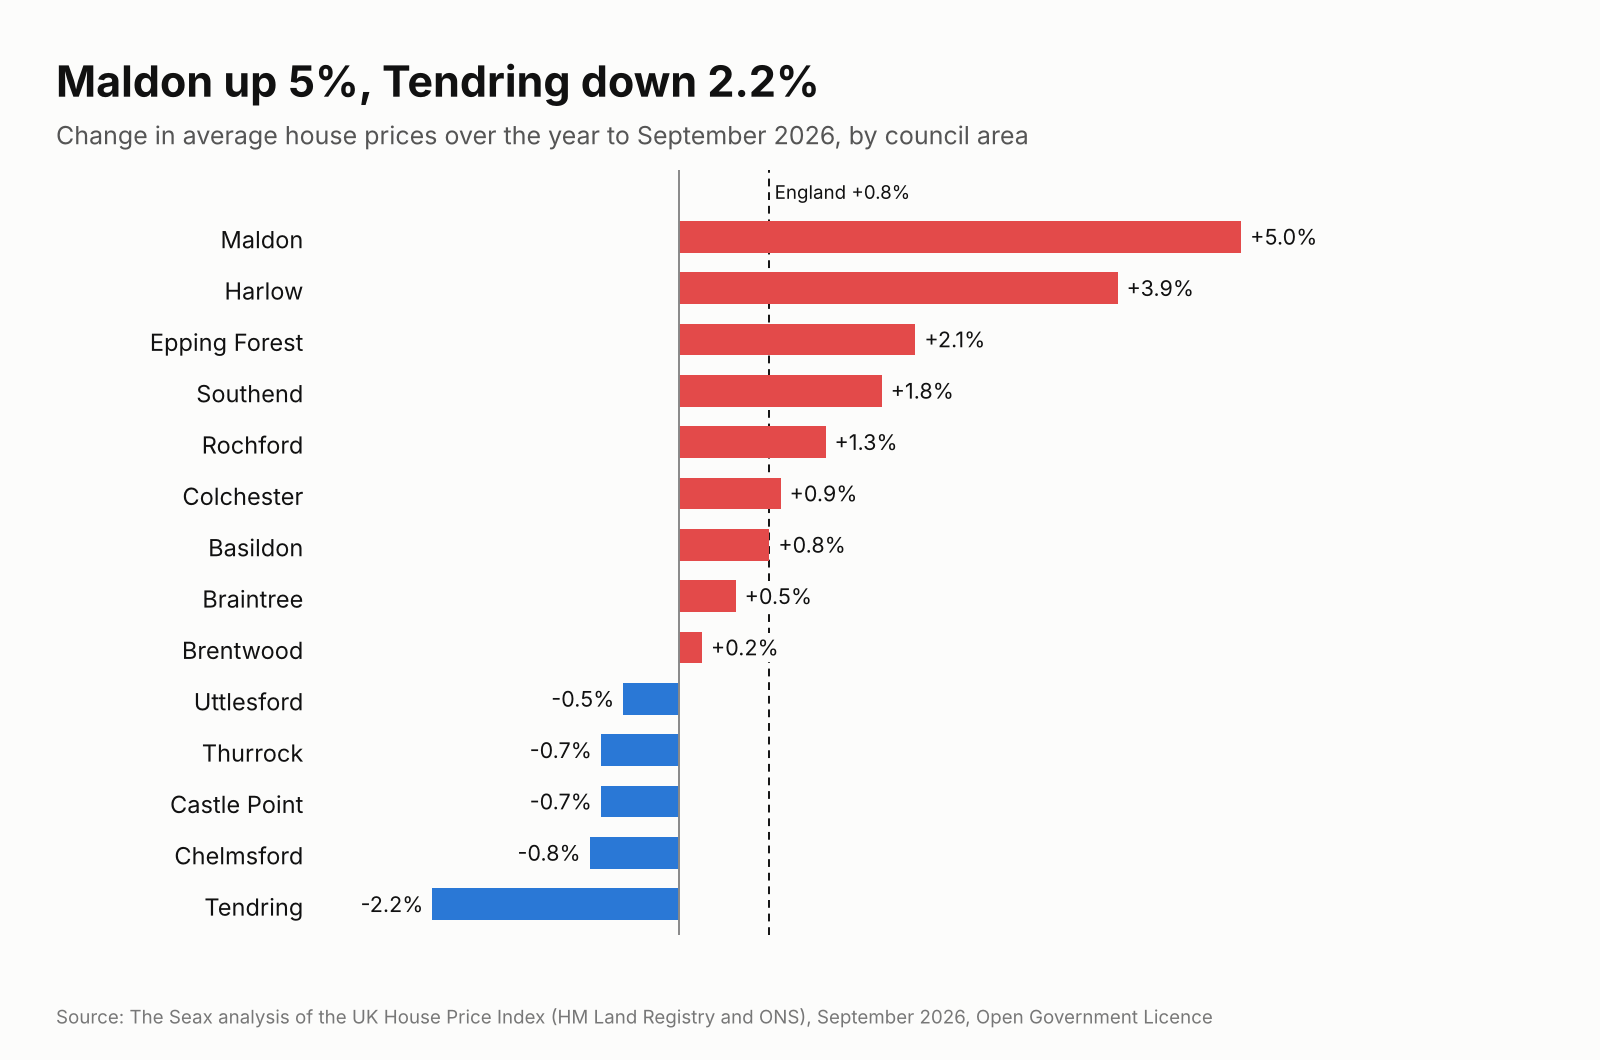 Maldon up 5%, Tendring down 2.2%
Change in average house prices over the year to September 2026, by council area
England +0.8%
Maldon +5.0%
Harlow +3.9%
Epping Forest +2.1%
Southend +1.8%
Rochford +1.3%
Colchester +0.9%
Basildon +0.8%
Braintree +0.5%
Brentwood +0.2%
Uttlesford -0.5%
Thurrock -0.7%
Castle Point -0.7%
Chelmsford -0.8%
Tendring -2.2%
Source: The Seax analysis of the UK House Price Index (HM Land Registry and ONS), September 2026, Open Government Licence